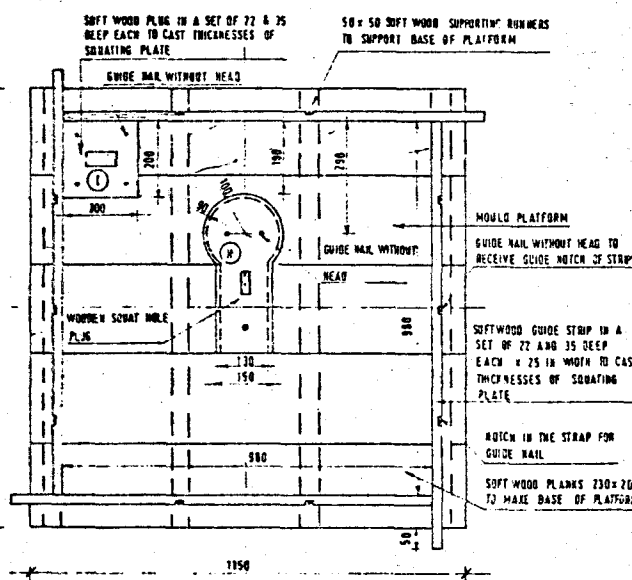 SOFT WOOD PLUG IN A SET OF 22 & 35
DEEP EACH TO CAST THICKNESSES OF
SQUATING PLATE
GUIDE NAIL WITHOUT HEAD
50 x 50 SOFT WOOD SUPPORTING RUNNERS
TO SUPPORT BASE OF PLATFORM
200
190
290
300
100
90
MOULD PLATFORM
GUIDE NAIL WITHOUT HEAD TO
RECEIVE GUIDE NOTCH OF STRIP
GUIDE NAIL WITHOUT
HEAD
WOODEN SQUAT HOLE
PLUG
980
SOFTWOOD GUIDE STRIP IN A
SET OF 22 AND 35 DEEP
EACH x 25 IN WIDTH TO CAS
THICKNESSES OF SQUATING
PLATE
130
150
NOTCH IN THE STRAP FOR
GUIDE NAIL
980
SOFT WOOD PLANKS 230x20
TO MAKE BASE OF PLATFOR
50
1150